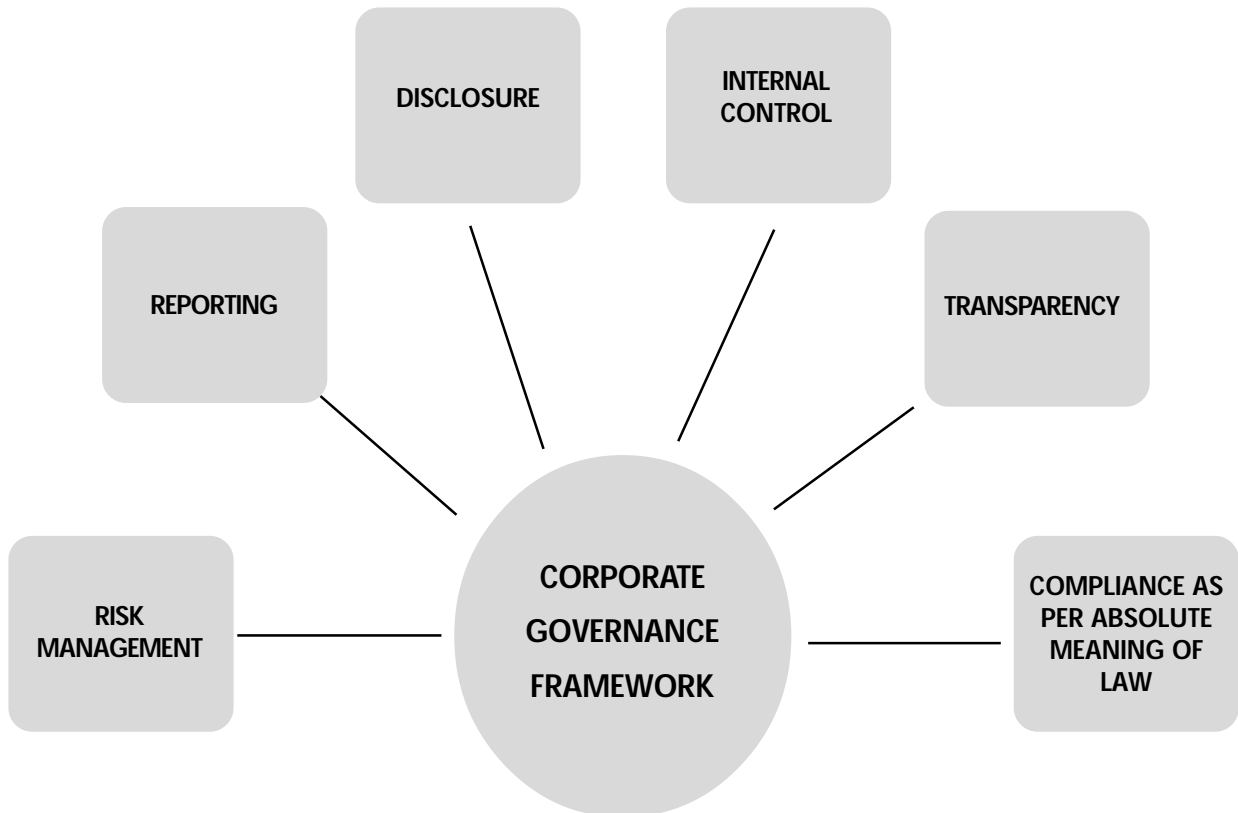 DISCLOSURE
INTERNAL
CONTROL
REPORTING
TRANSPARENCY
RISK
MANAGEMENT
CORPORATE
GOVERNANCE
FRAMEWORK
COMPLIANCE AS
PER ABSOLUTE
MEANING OF
LAW